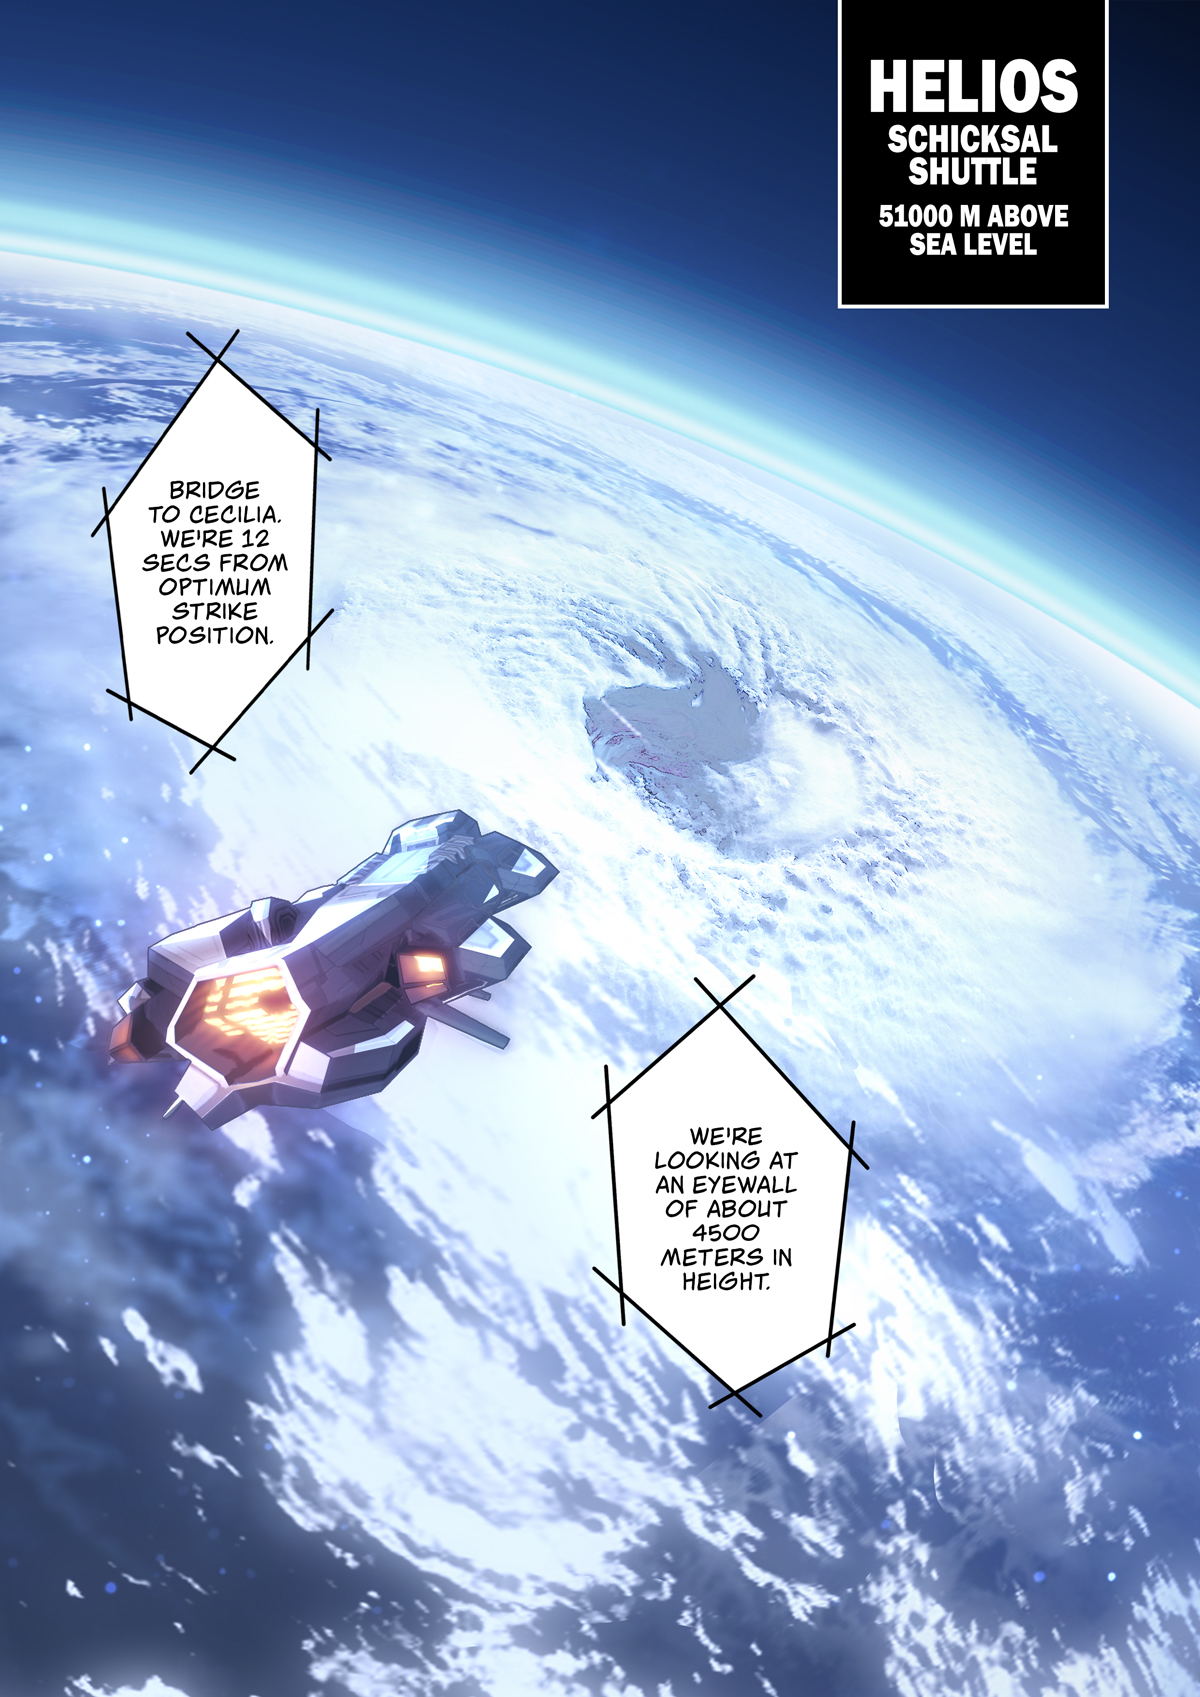 HELIOS
SCHICKSAL
SHUTTLE
51000 M ABOVE
SEA LEVEL
BRIDGE
TO CECILIA.
WE'RE 12
SECS FROM
OPTIMUM
STRIKE
POSITION.
WE'RE
LOOKING AT
AN EYEWALL
OF ABOUT
4500
METERS IN
HEIGHT.